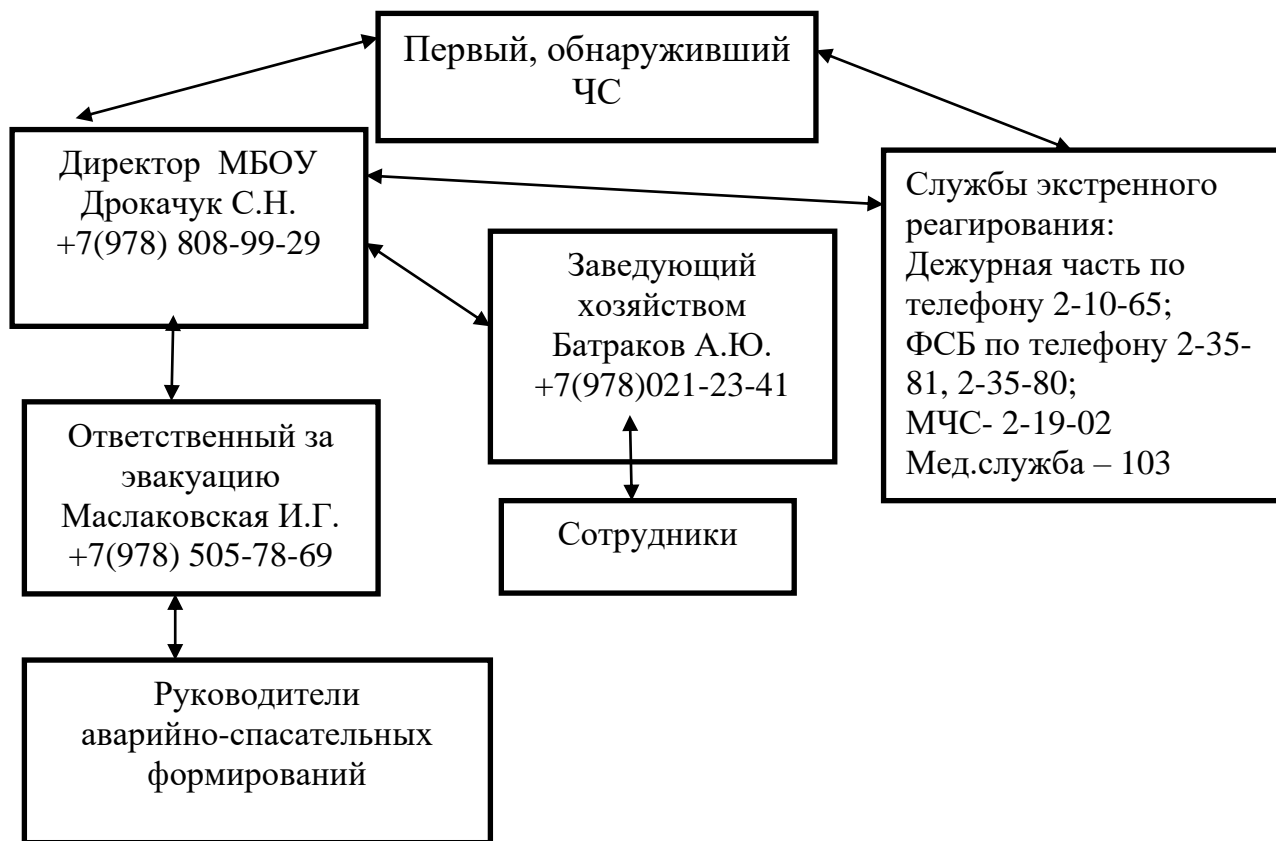 Первый, обнаруживший
ЧС
Директор МБОУ
Дрокачук С.Н.
+7(978) 808-99-29
Службы экстренного
реагирования:
Дежурная часть по
телефону 2-10-65;
ФСБ по телефону 2-35-
81, 2-35-80;
МЧС- 2-19-02
Мед.служба – 103
Заведующий
хозяйством
Батраков А.Ю.
+7(978)021-23-41
Ответственный за
эвакуацию
Маслаковская И.Г.
+7(978) 505-78-69
Сотрудники
Руководители
аварийно-спасательных
формирований